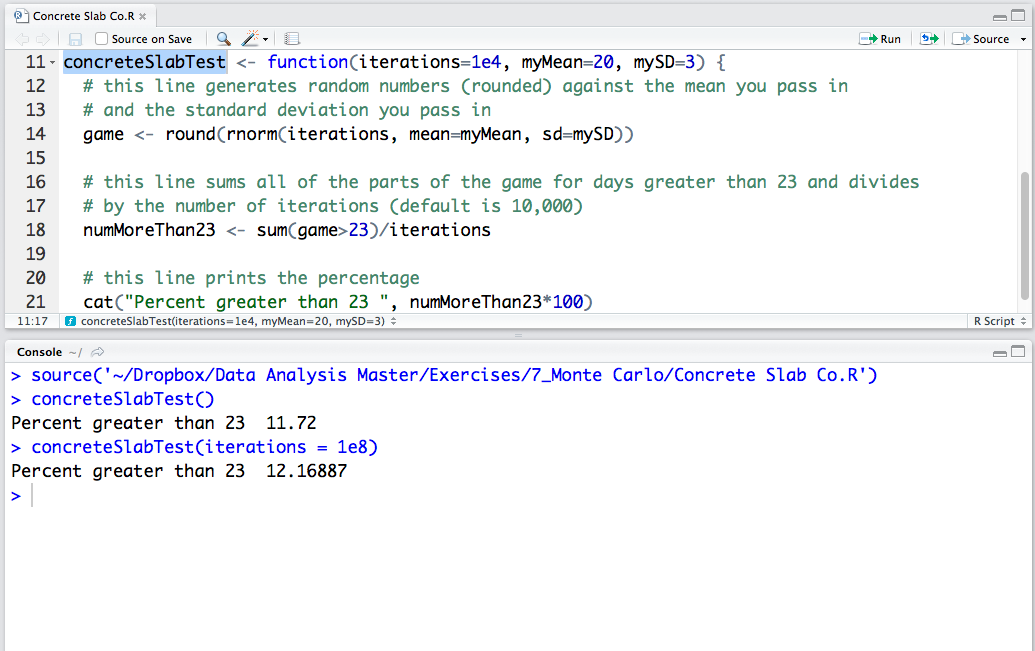 Concrete Slab Co.R
Source on Save Run Source
11 concreteSlabTest <- function(iterations=1e4, myMean=20, mySD=3) {
12 # this line generates random numbers (rounded) against the mean you pass in
13 # and the standard deviation you pass in
14 game <- round(rnorm(iterations, mean=myMean, sd=mySD))
15
16 # this line sums all of the parts of the game for days greater than 23 and divides
17 # by the number of iterations (default is 10,000)
18 numMoreThan23 <- sum(game>23)/iterations
19
20 # this line prints the percentage
21 cat("Percent greater than 23 ", numMoreThan23*100)
11:17 concreteSlabTest(iterations=1e4, myMean=20, mySD=3) R Script
Console ~/
> source('~/Dropbox/Data Analysis Master/Exercises/7_Monte Carlo/Concrete Slab Co.R')
> concreteSlabTest()
Percent greater than 23  11.72
> concreteSlabTest(iterations = 1e8)
Percent greater than 23  12.16887
>